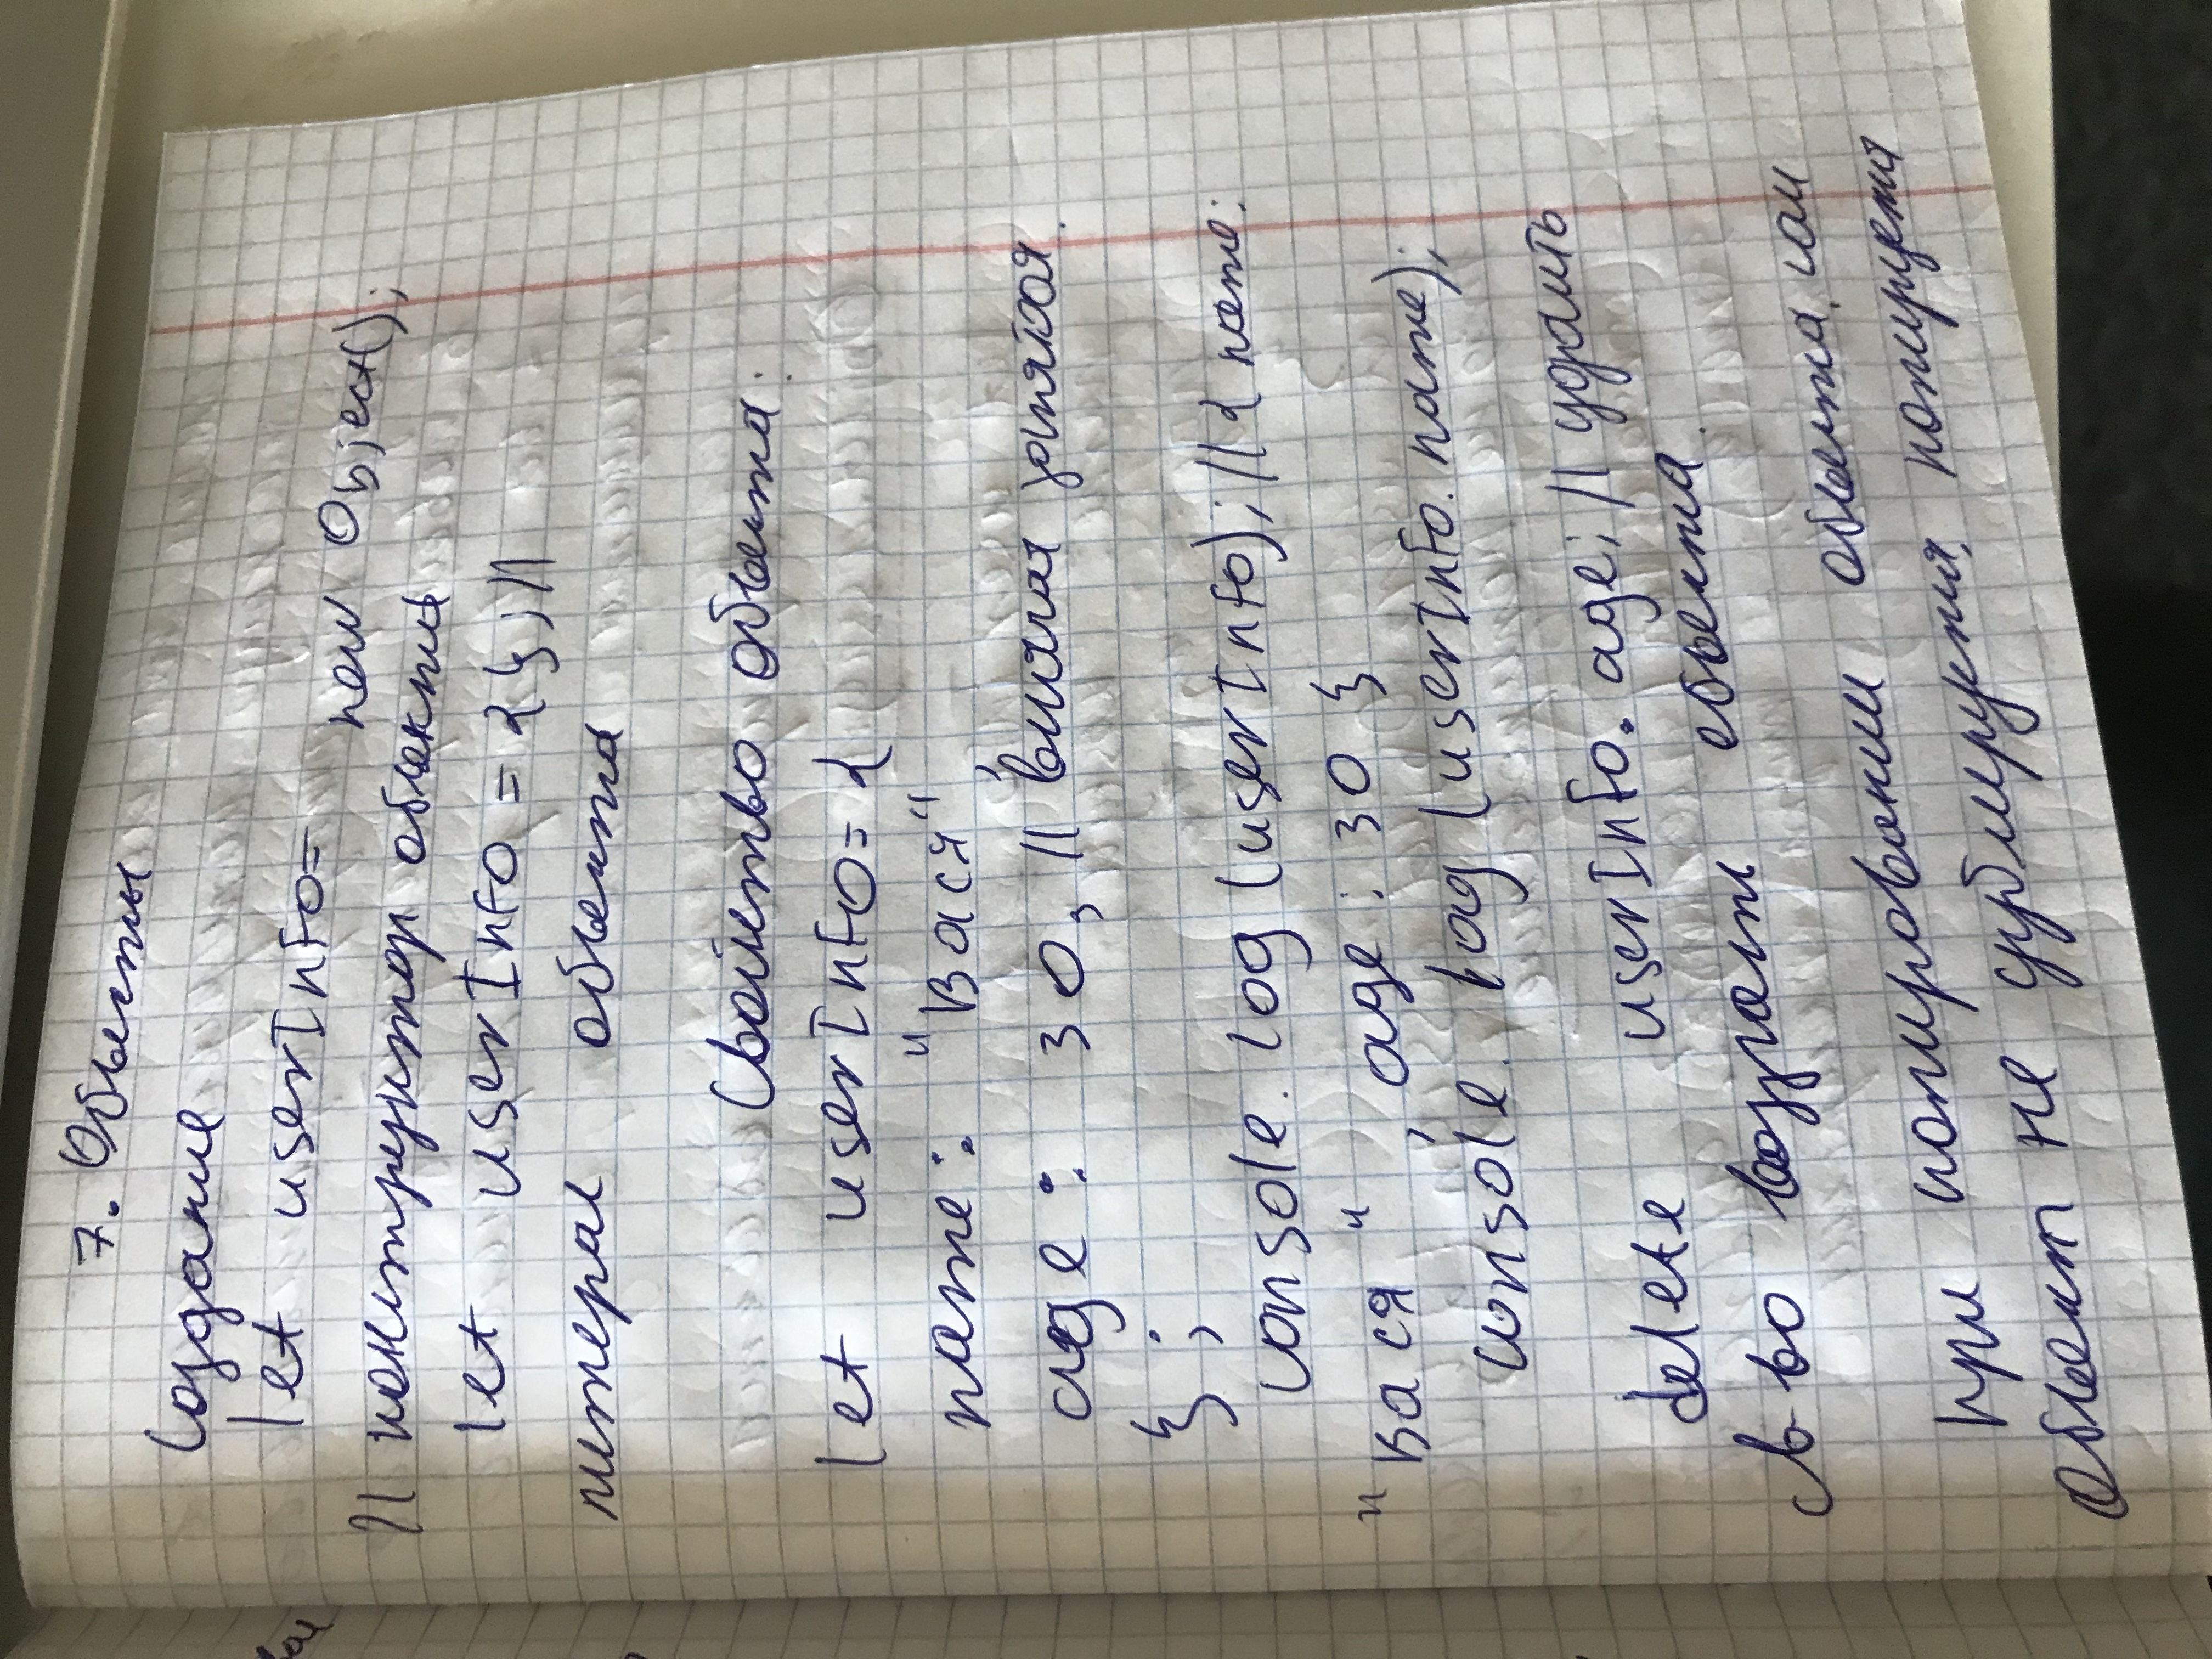 7. Объекты
Создание
let userInfo=
new Object();
// конструктор объекта
let userInfo = {}; //
литерал объекта
Свойство объекта:
let userInfo= {
name: "Вася",
age: 30, // висячая запятая.
};
console.log(userInfo); // { name:
"Вася", age: 30 }
console.log(userInfo.name);
delete userInfo.age; // удалить
св во возраст объекта.
при копировании объекта, сам
объект не дублируется, копируется